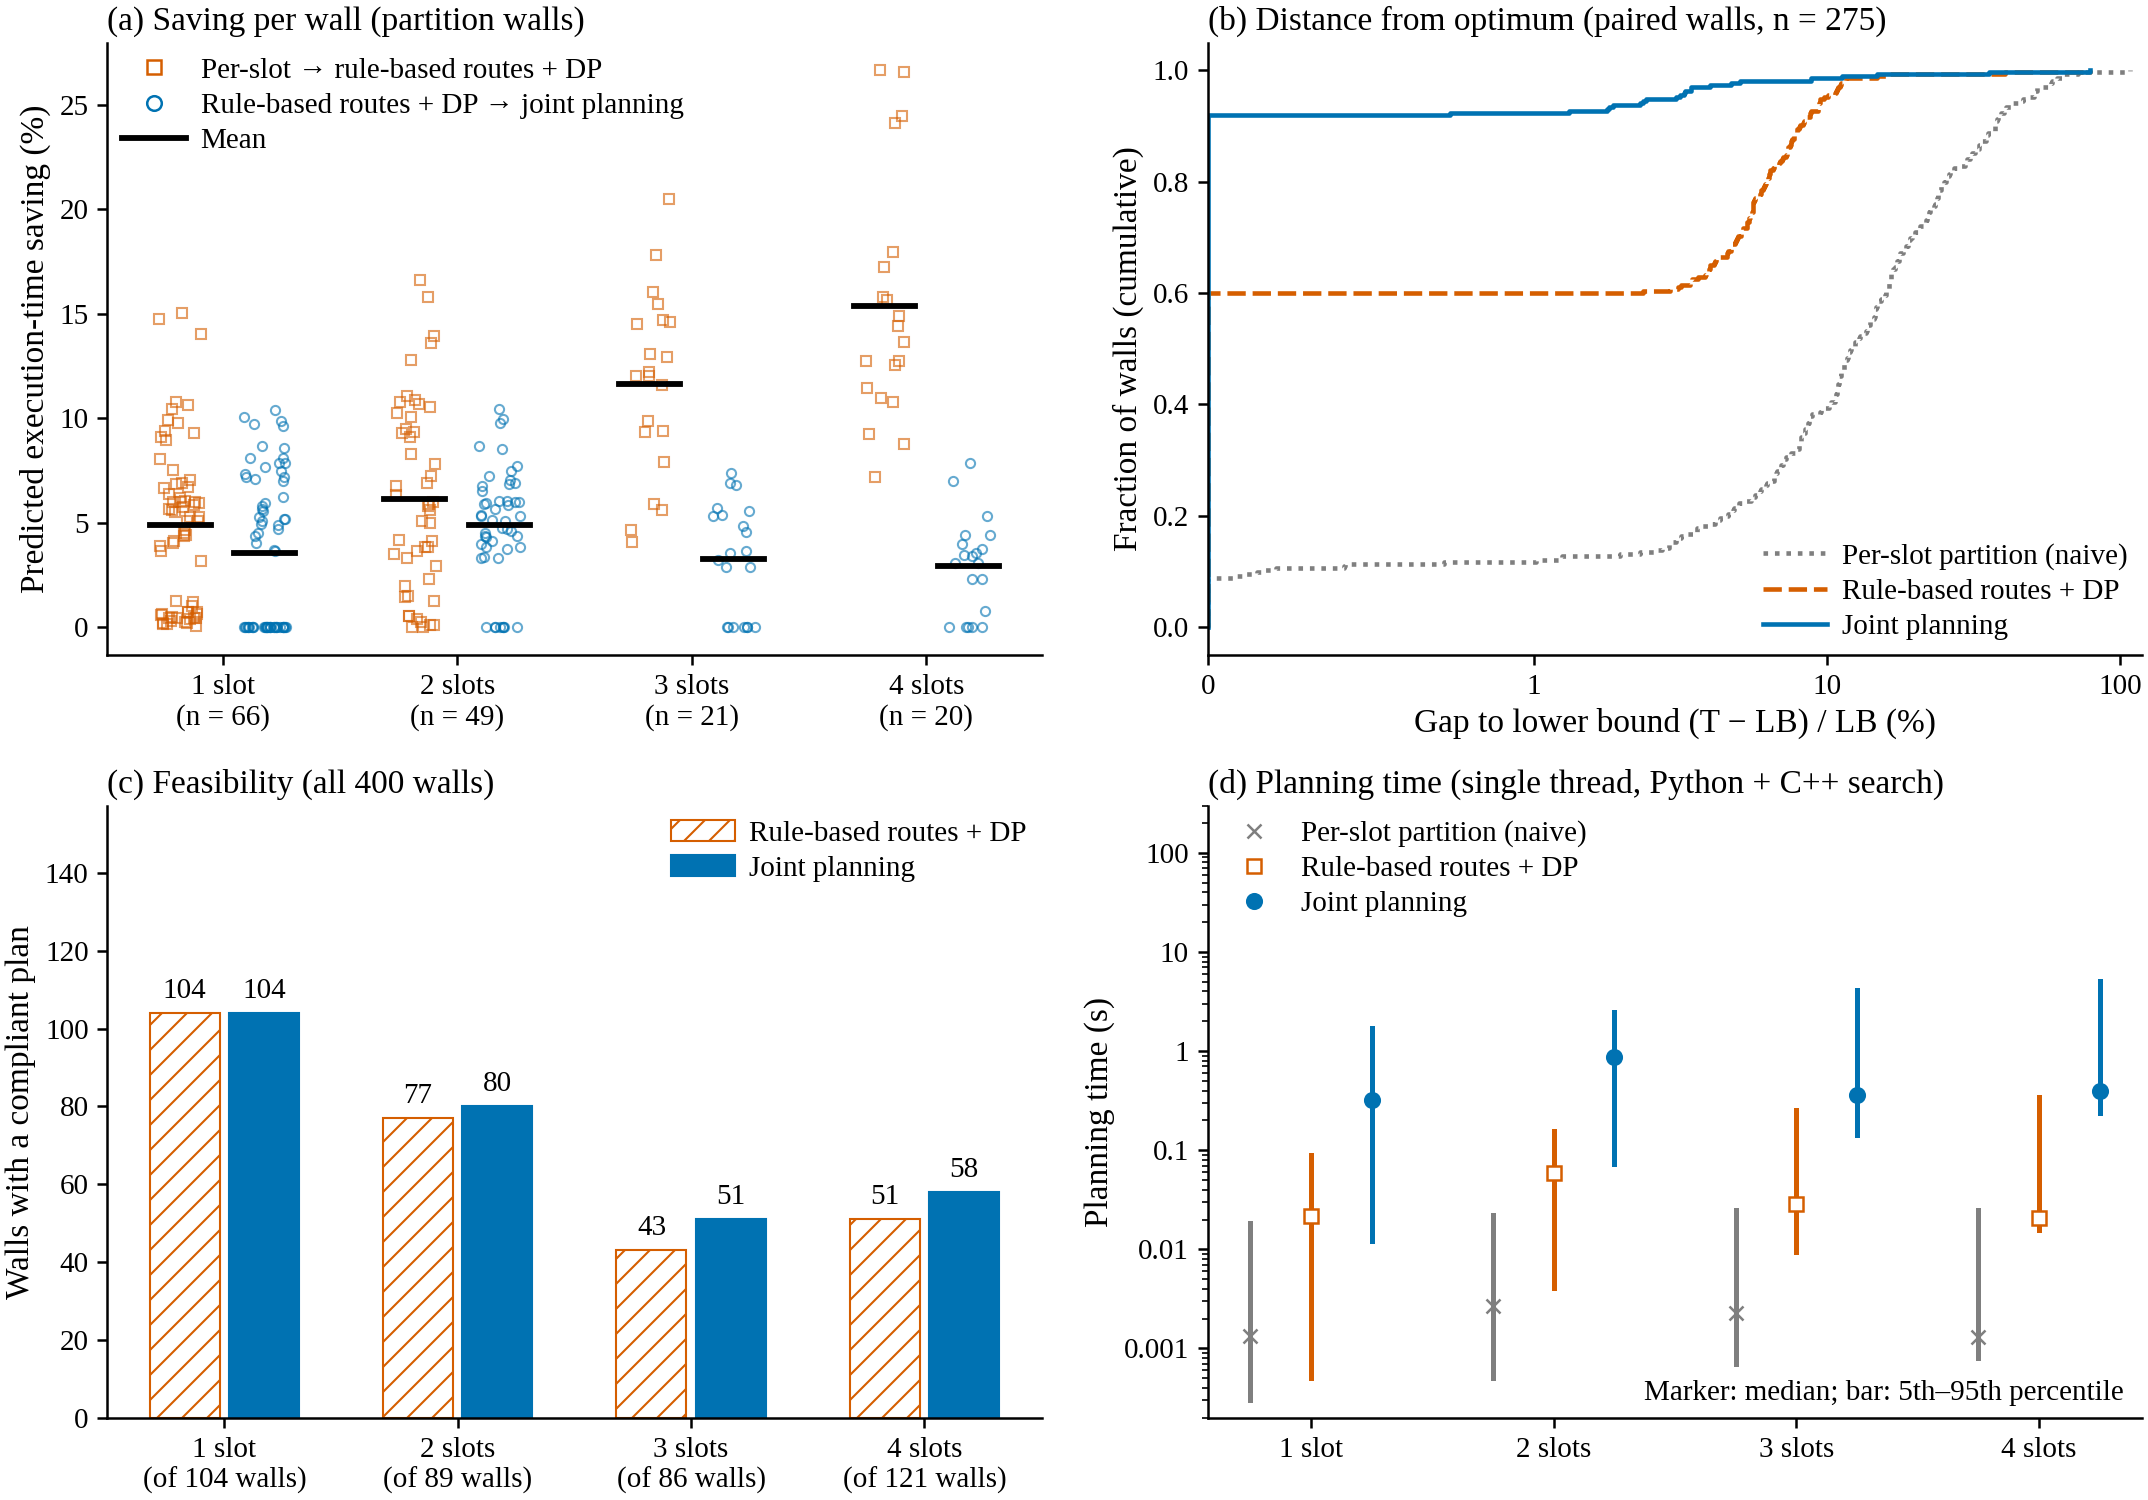 (a) Saving per wall (partition walls)
Per-slot → rule-based routes + DP
Rule-based routes + DP → joint planning
Mean
Predicted execution-time saving (%)
25
20
15
10
5
0
1 slot
(n = 66)
2 slots
(n = 49)
3 slots
(n = 21)
4 slots
(n = 20)
(b) Distance from optimum (paired walls, n = 275)
Fraction of walls (cumulative)
1.0
0.8
0.6
0.4
0.2
0.0
Per-slot partition (naive)
Rule-based routes + DP
Joint planning
0
1
10
100
Gap to lower bound (T − LB) / LB (%)
(c) Feasibility (all 400 walls)
Rule-based routes + DP
Joint planning
Walls with a compliant plan
140
120
100
80
60
40
20
0
104
104
77
80
43
51
51
58
1 slot
(of 104 walls)
2 slots
(of 89 walls)
3 slots
(of 86 walls)
4 slots
(of 121 walls)
(d) Planning time (single thread, Python + C++ search)
Per-slot partition (naive)
Rule-based routes + DP
Joint planning
Planning time (s)
100
10
1
0.1
0.01
0.001
Marker: median; bar: 5th–95th percentile
1 slot
2 slots
3 slots
4 slots